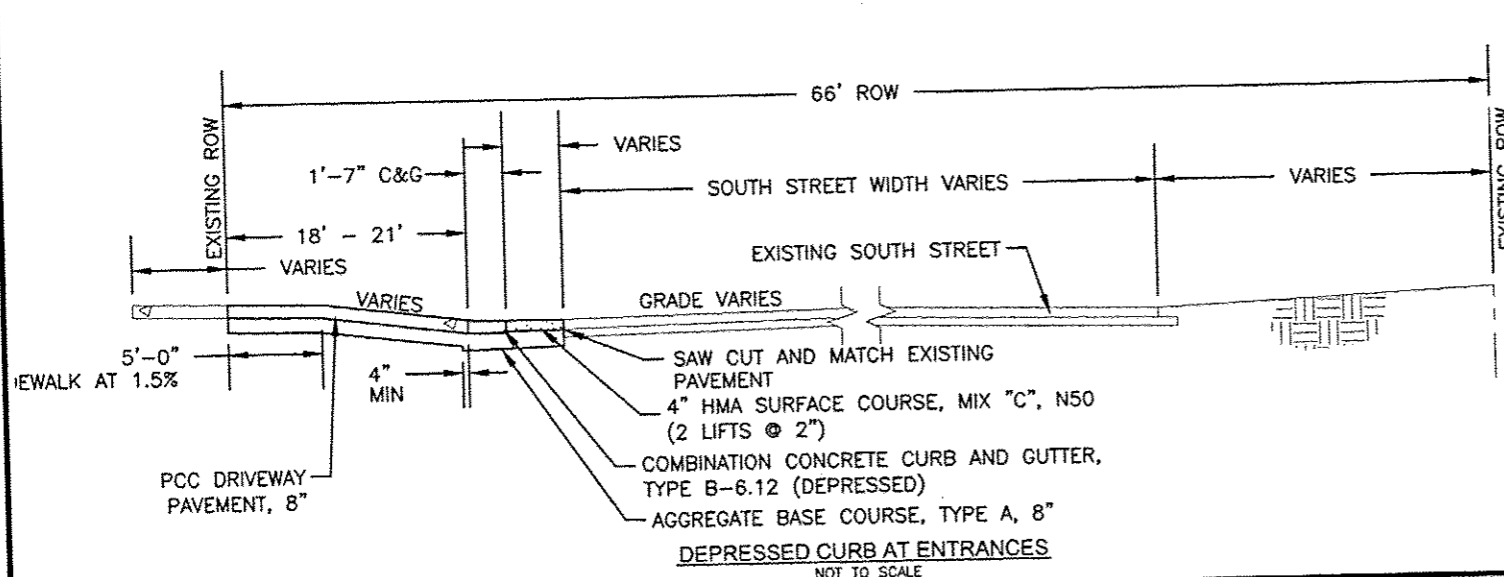 66' ROW
EXISTING ROW
EXISTING ROW
VARIES
1'-7" C&G
SOUTH STREET WIDTH VARIES
VARIES
18' - 21'
VARIES
EXISTING SOUTH STREET
VARIES
GRADE VARIES
5'-0"
EWALK AT 1.5%
4"
MIN
SAW CUT AND MATCH EXISTING
PAVEMENT
4" HMA SURFACE COURSE, MIX "C", N50
(2 LIFTS @ 2")
COMBINATION CONCRETE CURB AND GUTTER,
TYPE B-6.12 (DEPRESSED)
PCC DRIVEWAY
PAVEMENT, 8"
AGGREGATE BASE COURSE, TYPE A, 8"
DEPRESSED CURB AT ENTRANCES
NOT TO SCALE